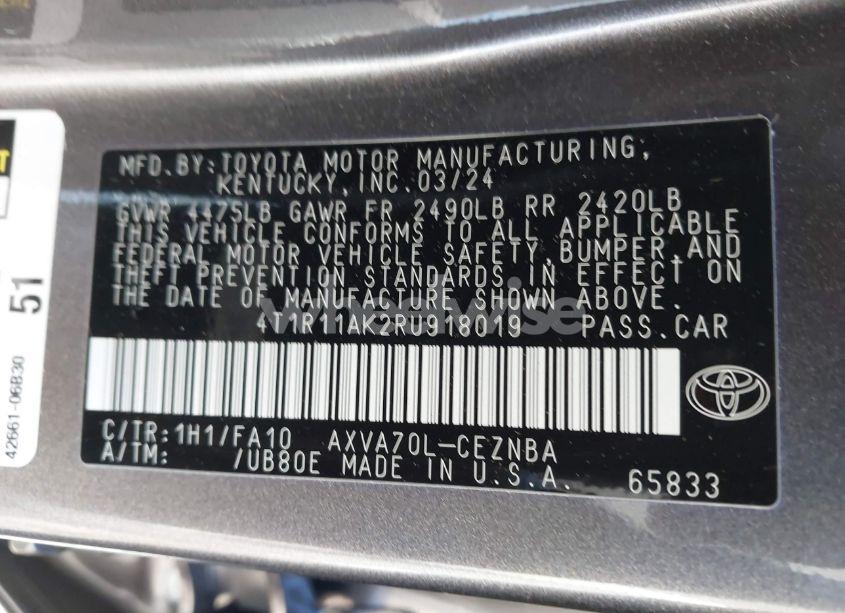 MFD.BY:TOYOTA MOTOR MANUFACTURING,
KENTUCKY,INC.03/24
GVWR 4475LB GAWR FR 2490LB RR 2420LB
THIS VEHICLE CONFORMS TO ALL APPLICABLE
FEDERAL MOTOR VEHICLE SAFETY,BUMPER,AND
THEFT PREVENTION STANDARDS IN EFFECT ON
THE DATE OF MANUFACTURE SHOWN ABOVE.
4T1R11AK2RU918019 PASS.CAR
wheelwise
C/TR:1H1/FA10 AXVA70L-CEZNBA
A/TM: /UB80E MADE IN U.S.A.
65833
51
42661-06B30